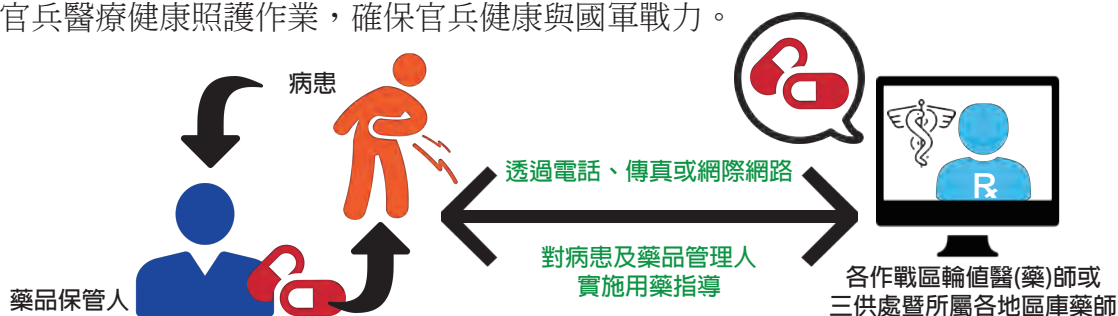 官兵醫療健康照護作業，確保官兵健康與國軍戰力。
病患
透過電話、傳真或網際網路
R
對病患及藥品管理人
實施用藥指導
藥品保管人
各作戰區輪值醫(藥)師或
三供處暨所屬各地區庫藥師